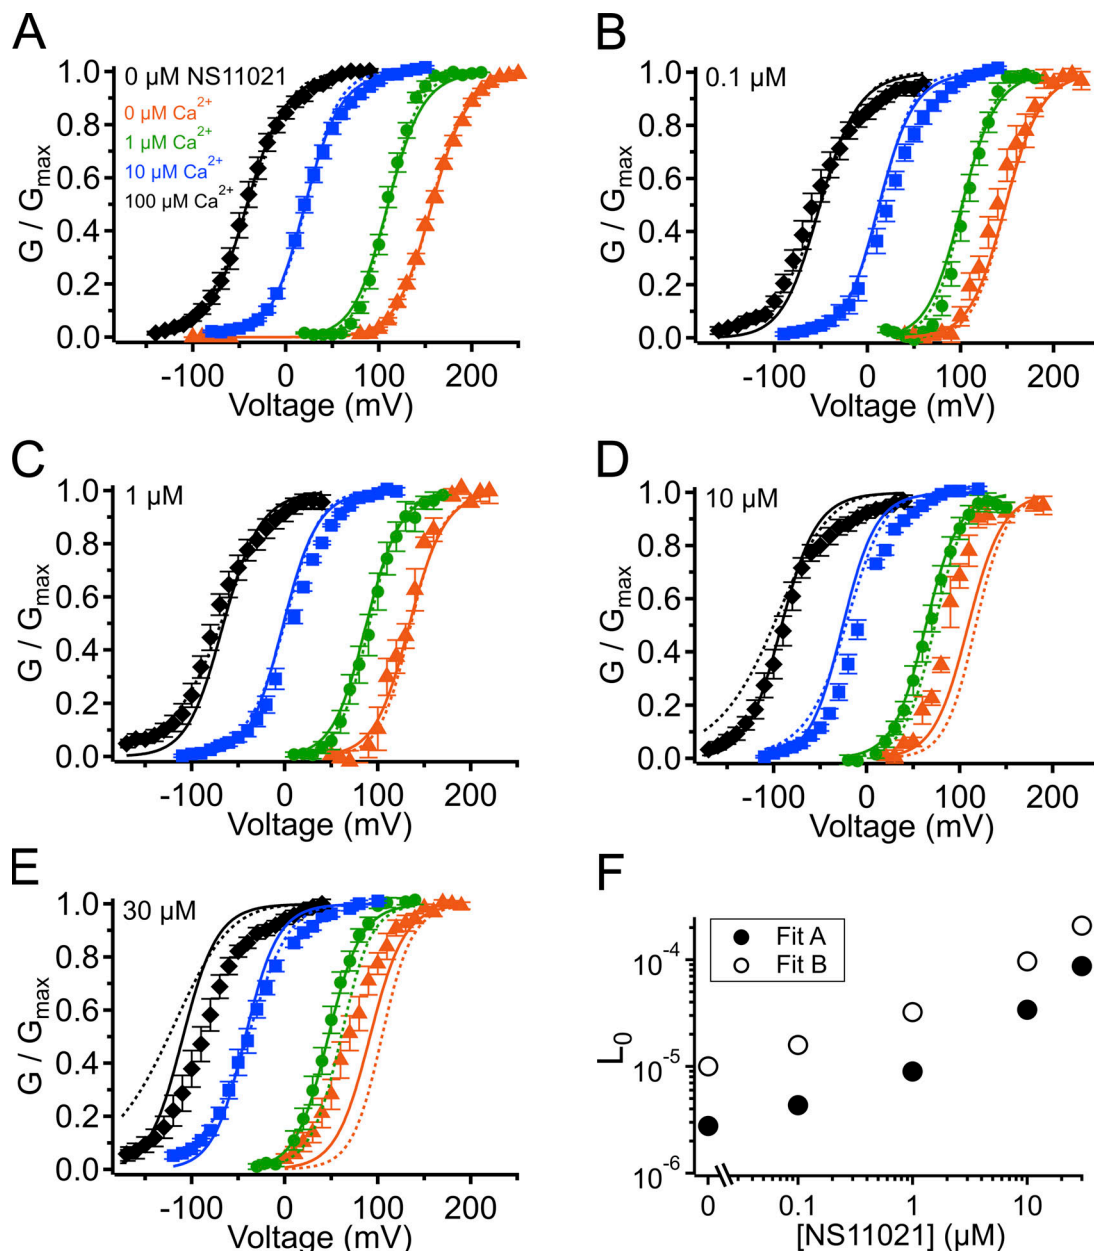 A
0 µM NS11021
0 µM Ca²⁺
1 µM Ca²⁺
10 µM Ca²⁺
100 µM Ca²⁺
1.0
0.8
0.6
0.4
0.2
0.0
G / Gmax
-100 0 100 200
Voltage (mV)
B
0.1 µM
1.0
0.8
0.6
0.4
0.2
0.0
G / Gmax
-100 0 100 200
Voltage (mV)
C
1 µM
1.0
0.8
0.6
0.4
0.2
0.0
G / Gmax
-100 0 100 200
Voltage (mV)
D
10 µM
1.0
0.8
0.6
0.4
0.2
0.0
G / Gmax
-100 0 100 200
Voltage (mV)
E
30 µM
1.0
0.8
0.6
0.4
0.2
0.0
G / Gmax
-100 0 100 200
Voltage (mV)
F
Fit A
Fit B
10⁻⁴
10⁻⁵
10⁻⁶
L₀
0 0.1 1 10
[NS11021] (µM)